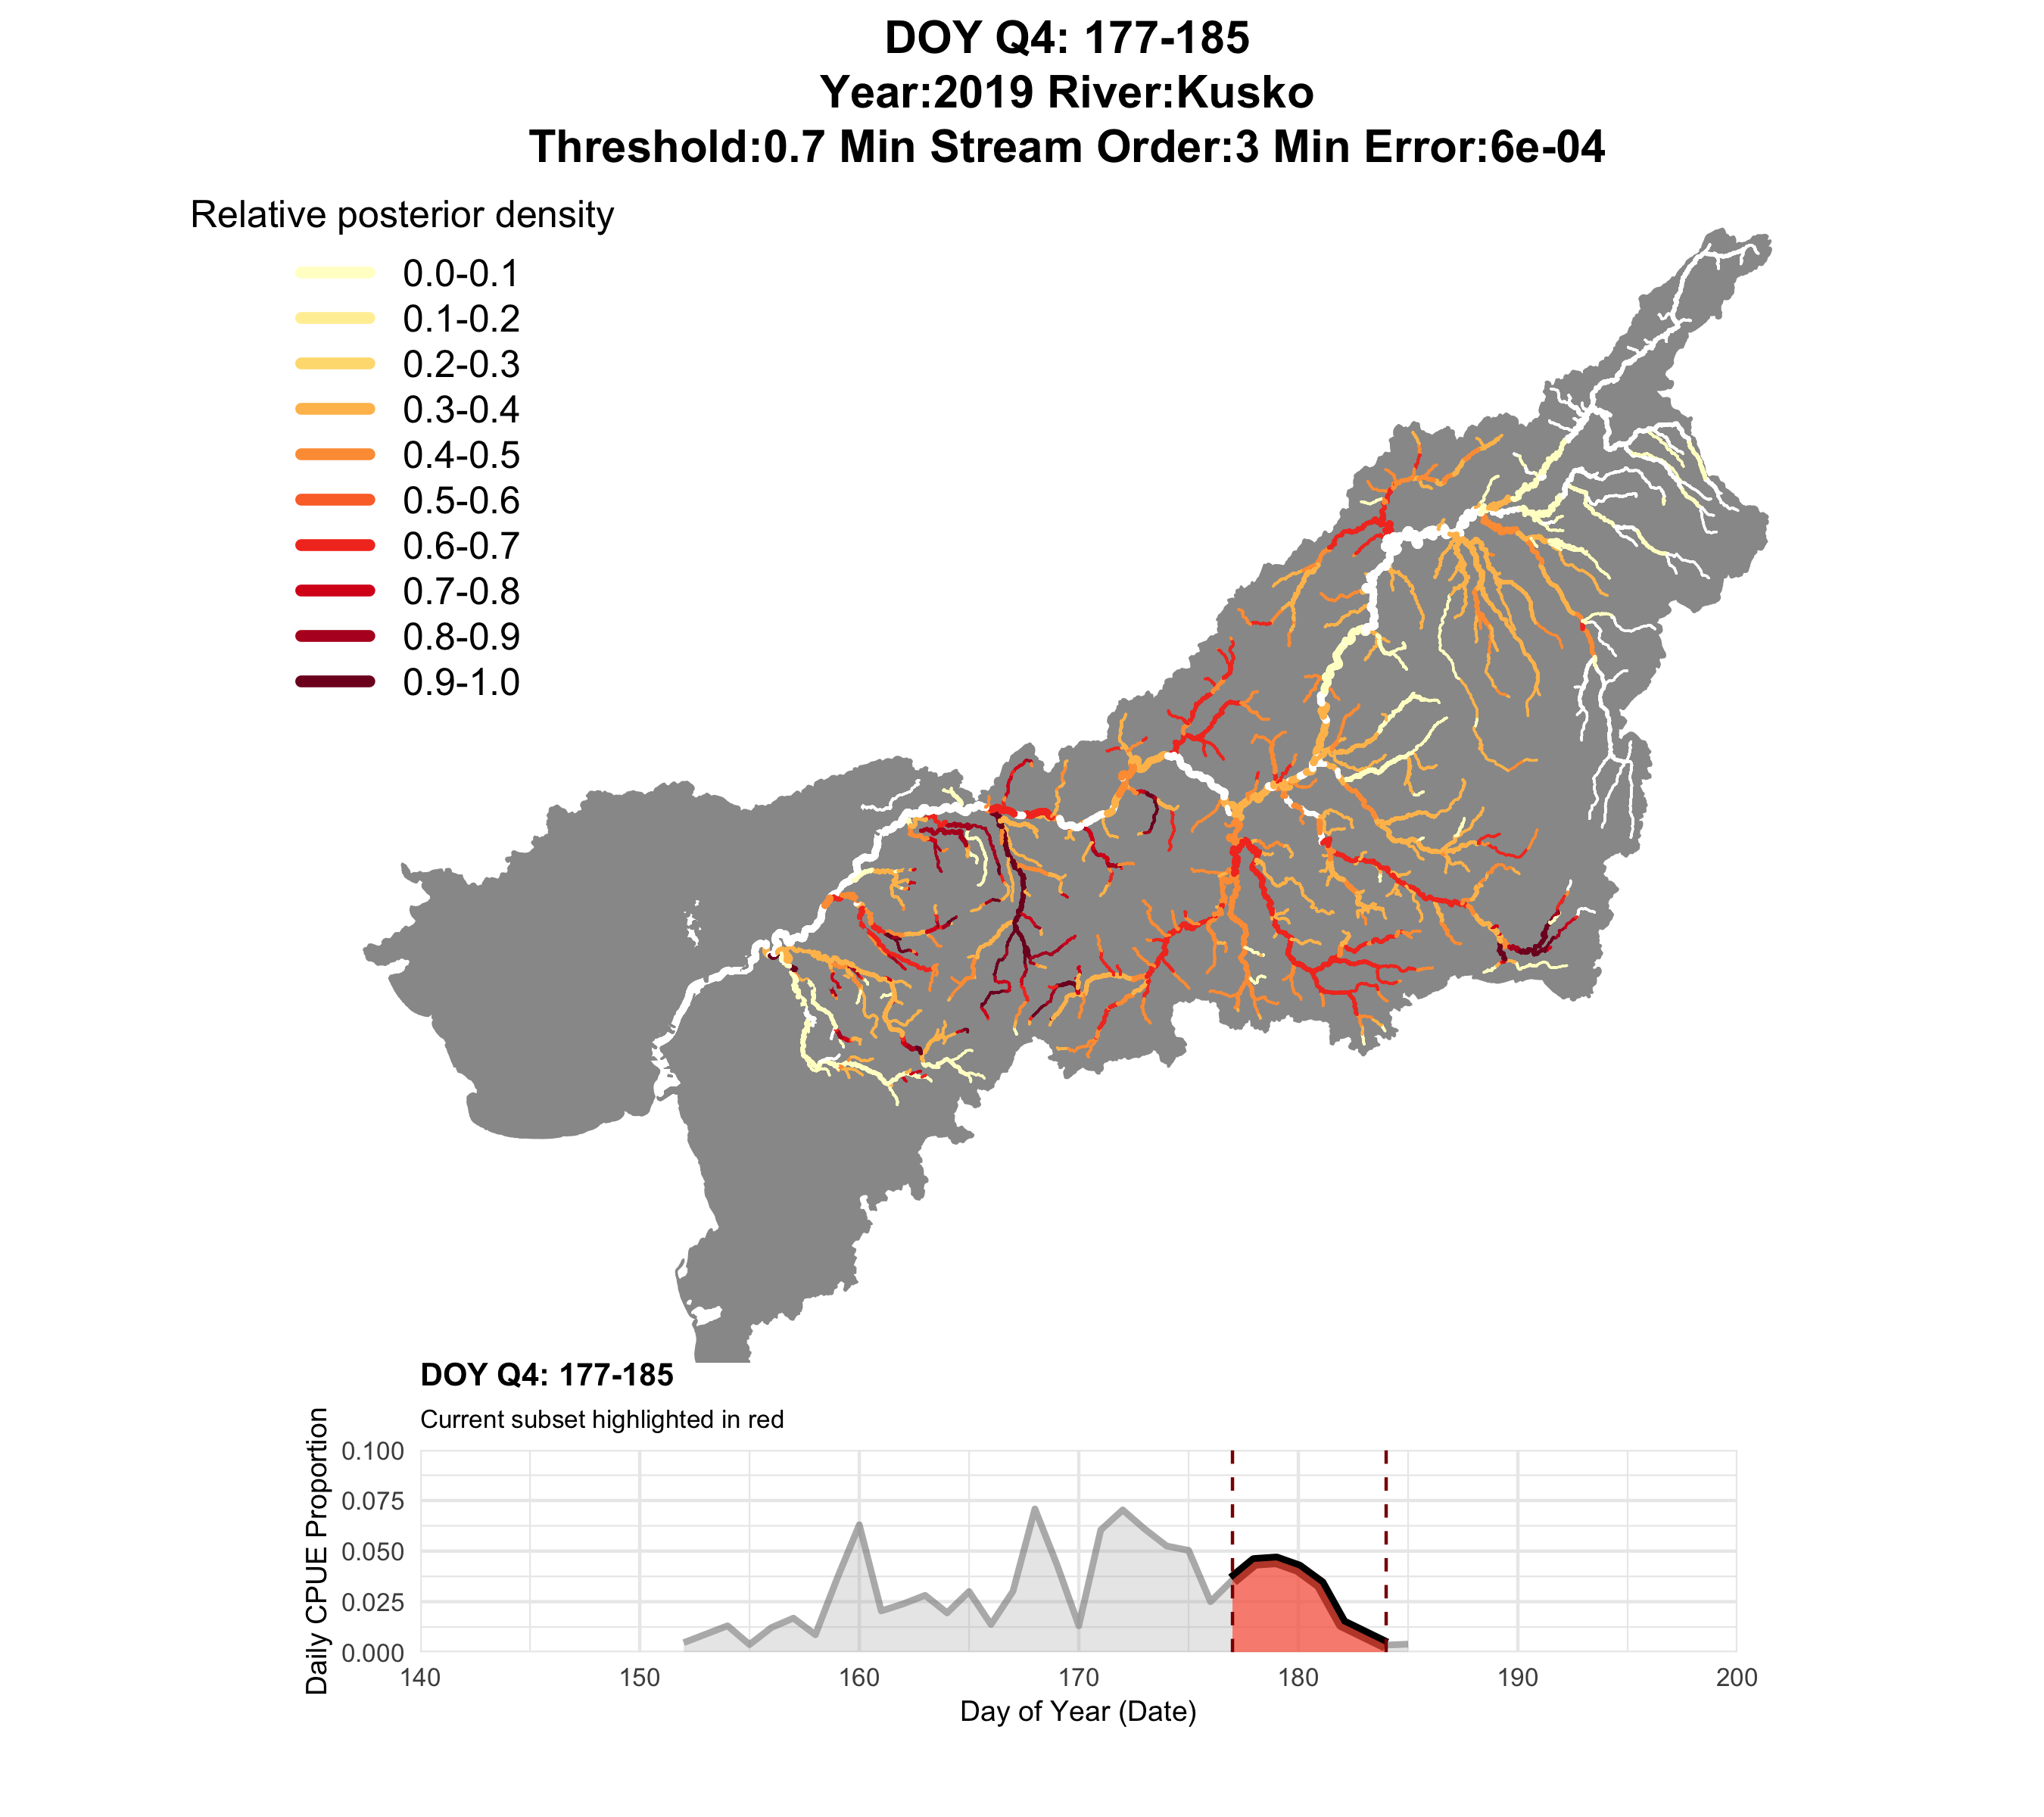 DOY Q4: 177-185
Year:2019 River:Kusko
Threshold:0.7 Min Stream Order:3 Min Error:6e-04
Relative posterior density
0.0-0.1
0.1-0.2
0.2-0.3
0.3-0.4
0.4-0.5
0.5-0.6
0.6-0.7
0.7-0.8
0.8-0.9
0.9-1.0
DOY Q4: 177-185
Current subset highlighted in red
Daily CPUE Proportion
0.100
0.075
0.050
0.025
0.000
140 150 160 170 180 190 200
Day of Year (Date)